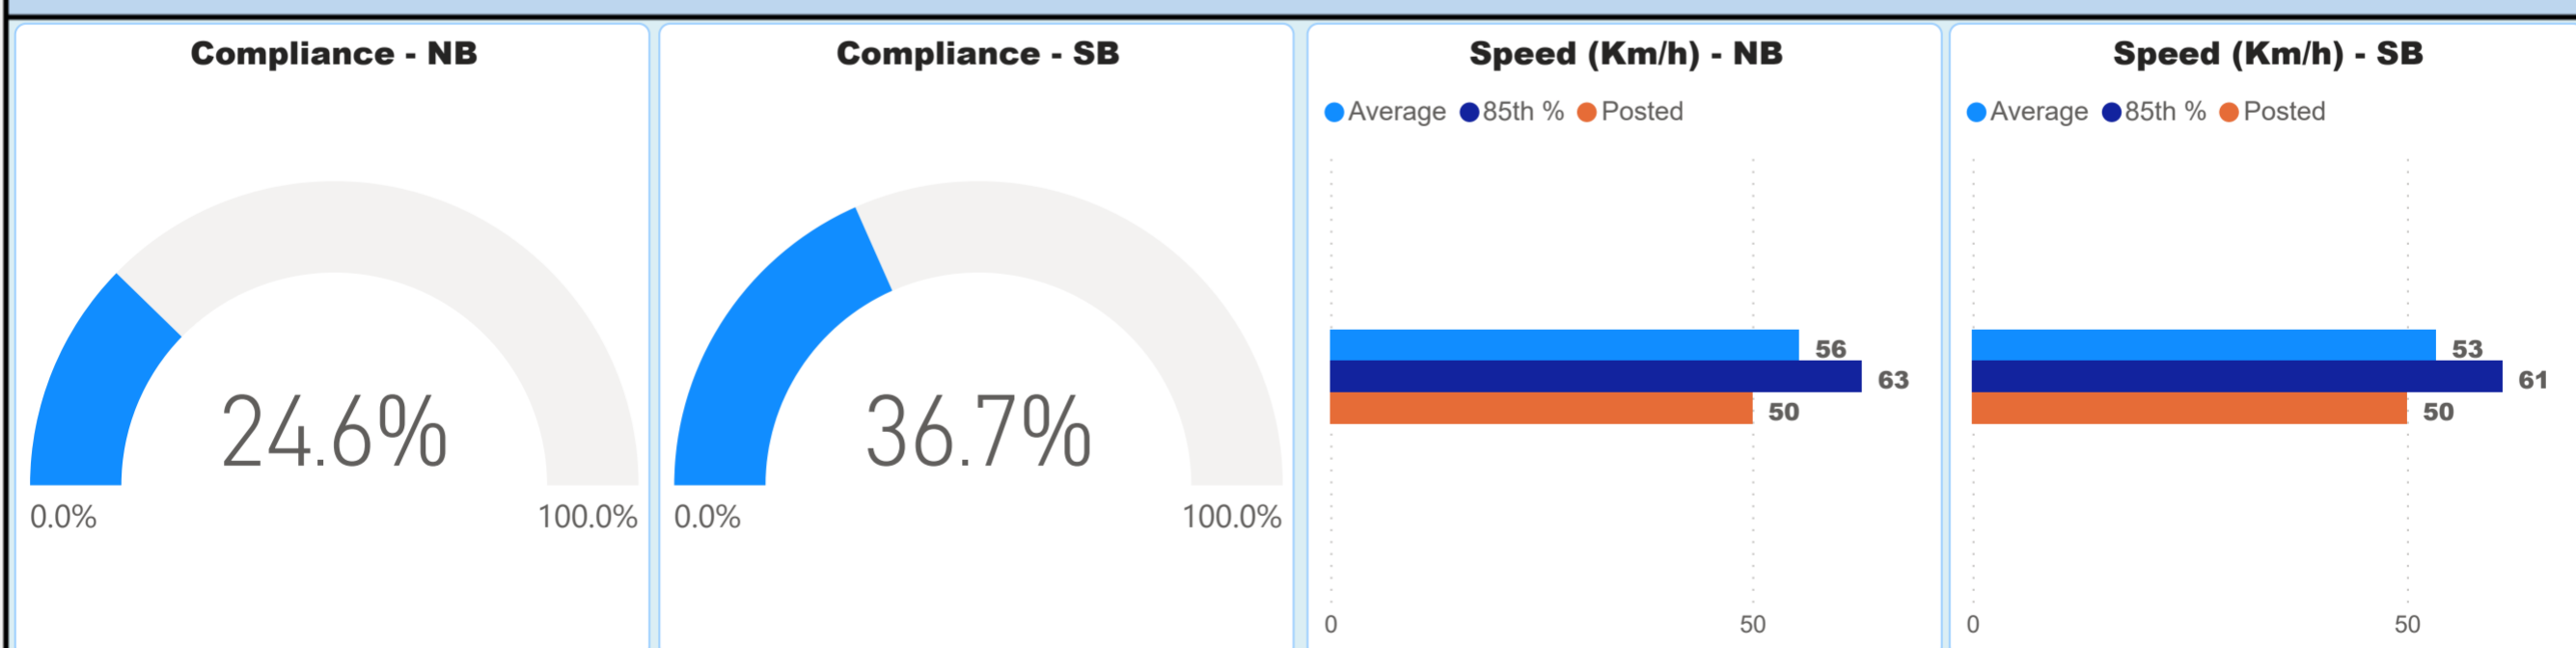 Compliance - NB
24.6%
0.0%
100.0%
Compliance - SB
36.7%
0.0%
100.0%
Speed (Km/h) - NB
Average 85th % Posted
56
63
50
0
50
Speed (Km/h) - SB
Average 85th % Posted
53
61
50
0
50